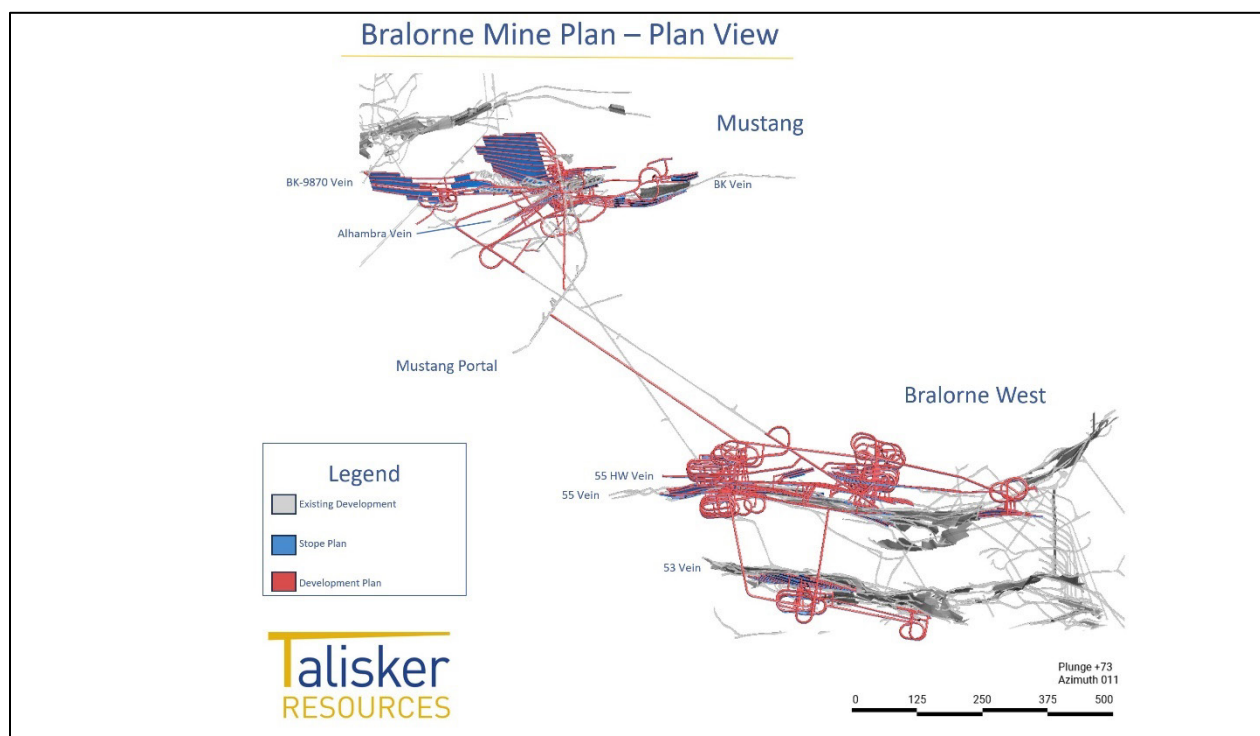 Bralorne Mine Plan – Plan View
Mustang
BK-9870 Vein
BK Vein
Alhambra Vein
Mustang Portal
Bralorne West
55 HW Vein
55 Vein
53 Vein
Legend
Existing Development
Stope Plan
Development Plan
Talisker
RESOURCES
Plunge +73
Azimuth 011
0 125 250 375 500